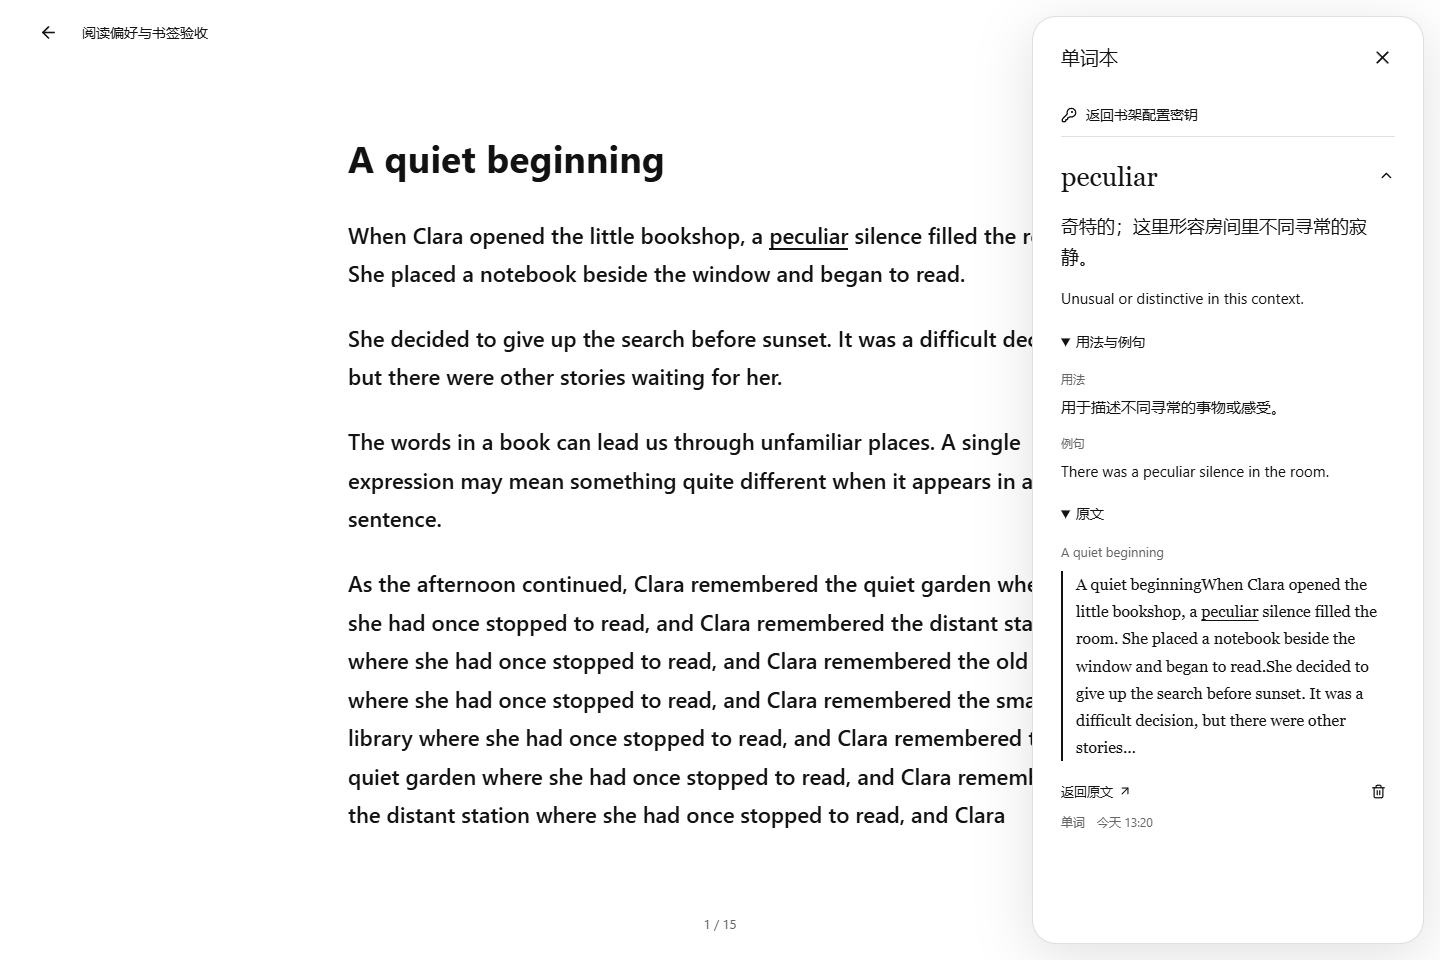 阅读偏好与书签验收
A quiet beginning
When Clara opened the little bookshop, a peculiar silence filled the
She placed a notebook beside the window and began to read.
She decided to give up the search before sunset. It was a difficult
but there were other stories waiting for her.
The words in a book can lead us through unfamiliar places. A single
expression may mean something quite different when it appears in a
sentence.
As the afternoon continued, Clara remembered the quiet garden
she had once stopped to read, and Clara remembered the distant
where she had once stopped to read, and Clara remembered the old
where she had once stopped to read, and Clara remembered the
library where she had once stopped to read, and Clara remembered
quiet garden where she had once stopped to read, and Clara
the distant station where she had once stopped to read, and Clara
1 / 15
单词本
返回书架配置密钥
peculiar
奇特的；这里形容房间里不同寻常的寂
静。
Unusual or distinctive in this context.
用法与例句
用法
用于描述不同寻常的事物或感受。
例句
There was a peculiar silence in the room.
原文
A quiet beginning
A quiet beginningWhen Clara opened the
little bookshop, a peculiar silence filled the
room. She placed a notebook beside the
window and began to read.She decided to
give up the search before sunset. It was a
difficult decision, but there were other
stories...
返回原文
单词 今天 13:20